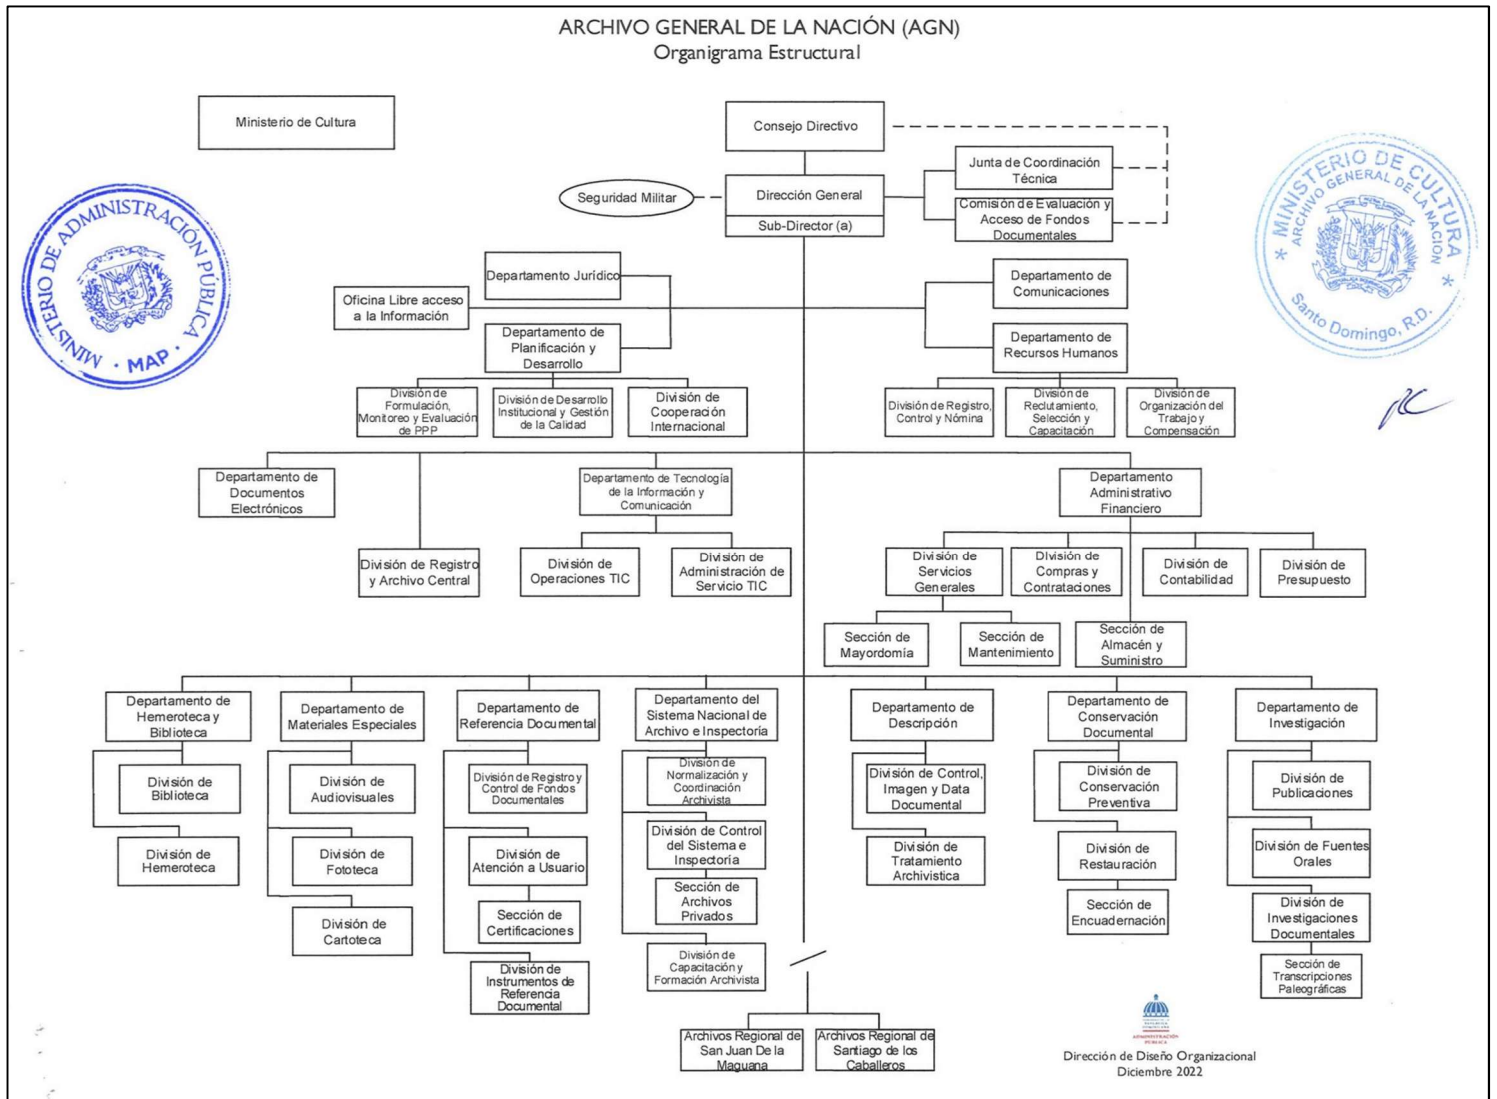 ARCHIVO GENERAL DE LA NACIÓN (AGN)
Organigrama Estructural
Ministerio de Cultura
Consejo Directivo
Junta de Coordinación
Técnica
Seguridad Militar
Dirección General
Sub-Director (a)
Comisión de Evaluación y
Acceso de Fondos
Documentales
MINISTERIO DE ADMINISTRACIÓN PÚBLICA
· MAP ·
MINISTERIO DE CULTURA
ARCHIVO GENERAL DE LA NACION
Santo Domingo, R.D.
Departamento Jurídico
Oficina Libre acceso
a la Información
Departamento de
Planificación y
Desarrollo
Departamento de
Comunicaciones
Departamento de
Recursos Humanos
División de
Formulación,
Monitoreo y Evaluación
de PPP
División de Desarrollo
Institucional y Gestión
de la Calidad
División de
Cooperación
Internacional
División de Registro,
Control y Nómina
División de
Reclutamiento,
Selección y
Capacitación
División de
Organización del
Trabajo y
Compensación
Departamento de
Documentos
Electrónicos
Departamento de Tecnología
de la Información y
Comunicación
Departamento
Administrativo
Financiero
División de Registro
y Archivo Central
División de
Operaciones TIC
División de
Administración de
Servicio TIC
División de
Servicios
Generales
División de
Compras y
Contrataciones
División de
Contabilidad
División de
Presupuesto
Sección de
Mayordomía
Sección de
Mantenimiento
Sección de
Almacén y
Suministro
Departamento de
Hemeroteca y
Biblioteca
Departamento de
Materiales Especiales
Departamento de
Referencia Documental
Departamento del
Sistema Nacional de
Archivo e Inspectoría
Departamento de
Descripción
Departamento de
Conservación
Documental
Departamento de
Investigación
División de
Biblioteca
División de
Audiovisuales
División de Registro y
Control de Fondos
Documentales
División de
Normalización y
Coordinación
Archivista
División de Control,
Imagen y Data
Documental
División de
Conservación
Preventiva
División de
Publicaciones
División de
Hemeroteca
División de
Fototeca
División de
Atención a Usuario
División de Control
del Sistema e
Inspectoría
División de
Tratamiento
Archivistica
División de
Restauración
División de Fuentes
Orales
División de
Cartoteca
Sección de
Certificaciones
Sección de
Archivos
Privados
Sección de
Encuadernación
División de
Investigaciones
Documentales
División de
Instrumentos de
Referencia
Documental
División de
Capacitación y
Formación Archivista
Sección de
Transcripciones
Paleográficas
Archivos Regional de
San Juan De la
Maguana
Archivos Regional de
Santiago de los
Caballeros
ADMINISTRACIÓN
PÚBLICA
Dirección de Diseño Organizacional
Diciembre 2022